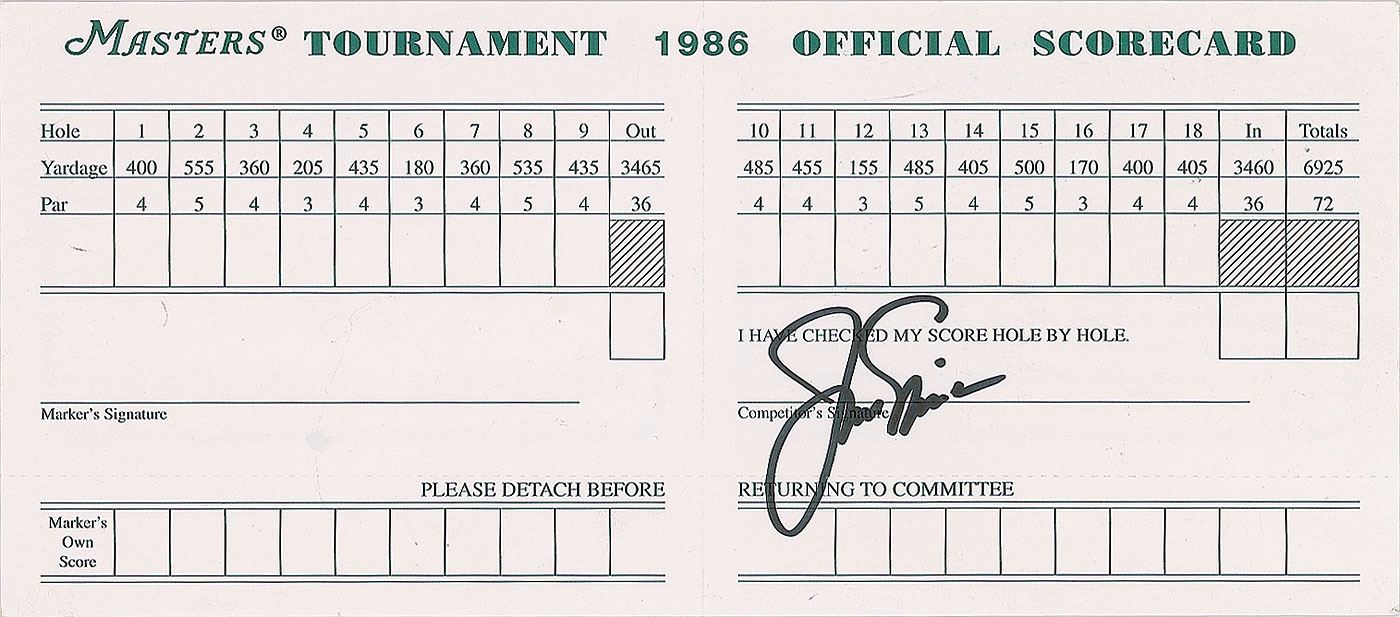 MASTERS® TOURNAMENT 1986 OFFICIAL SCORECARD
Hole 1 2 3 4 5 6 7 8 9 Out 10 11 12 13 14 15 16 17 18 In Totals
Yardage 400 555 360 205 435 180 360 535 435 3465 485 455 155 485 405 500 170 400 405 3460 6925
Par 4 5 4 3 4 3 4 5 4 36 4 4 3 5 4 5 3 4 4 36 72
I HAVE CHECKED MY SCORE HOLE BY HOLE.
Marker's Signature Competitor's Signature
PLEASE DETACH BEFORE RETURNING TO COMMITTEE
Marker's
Own
Score